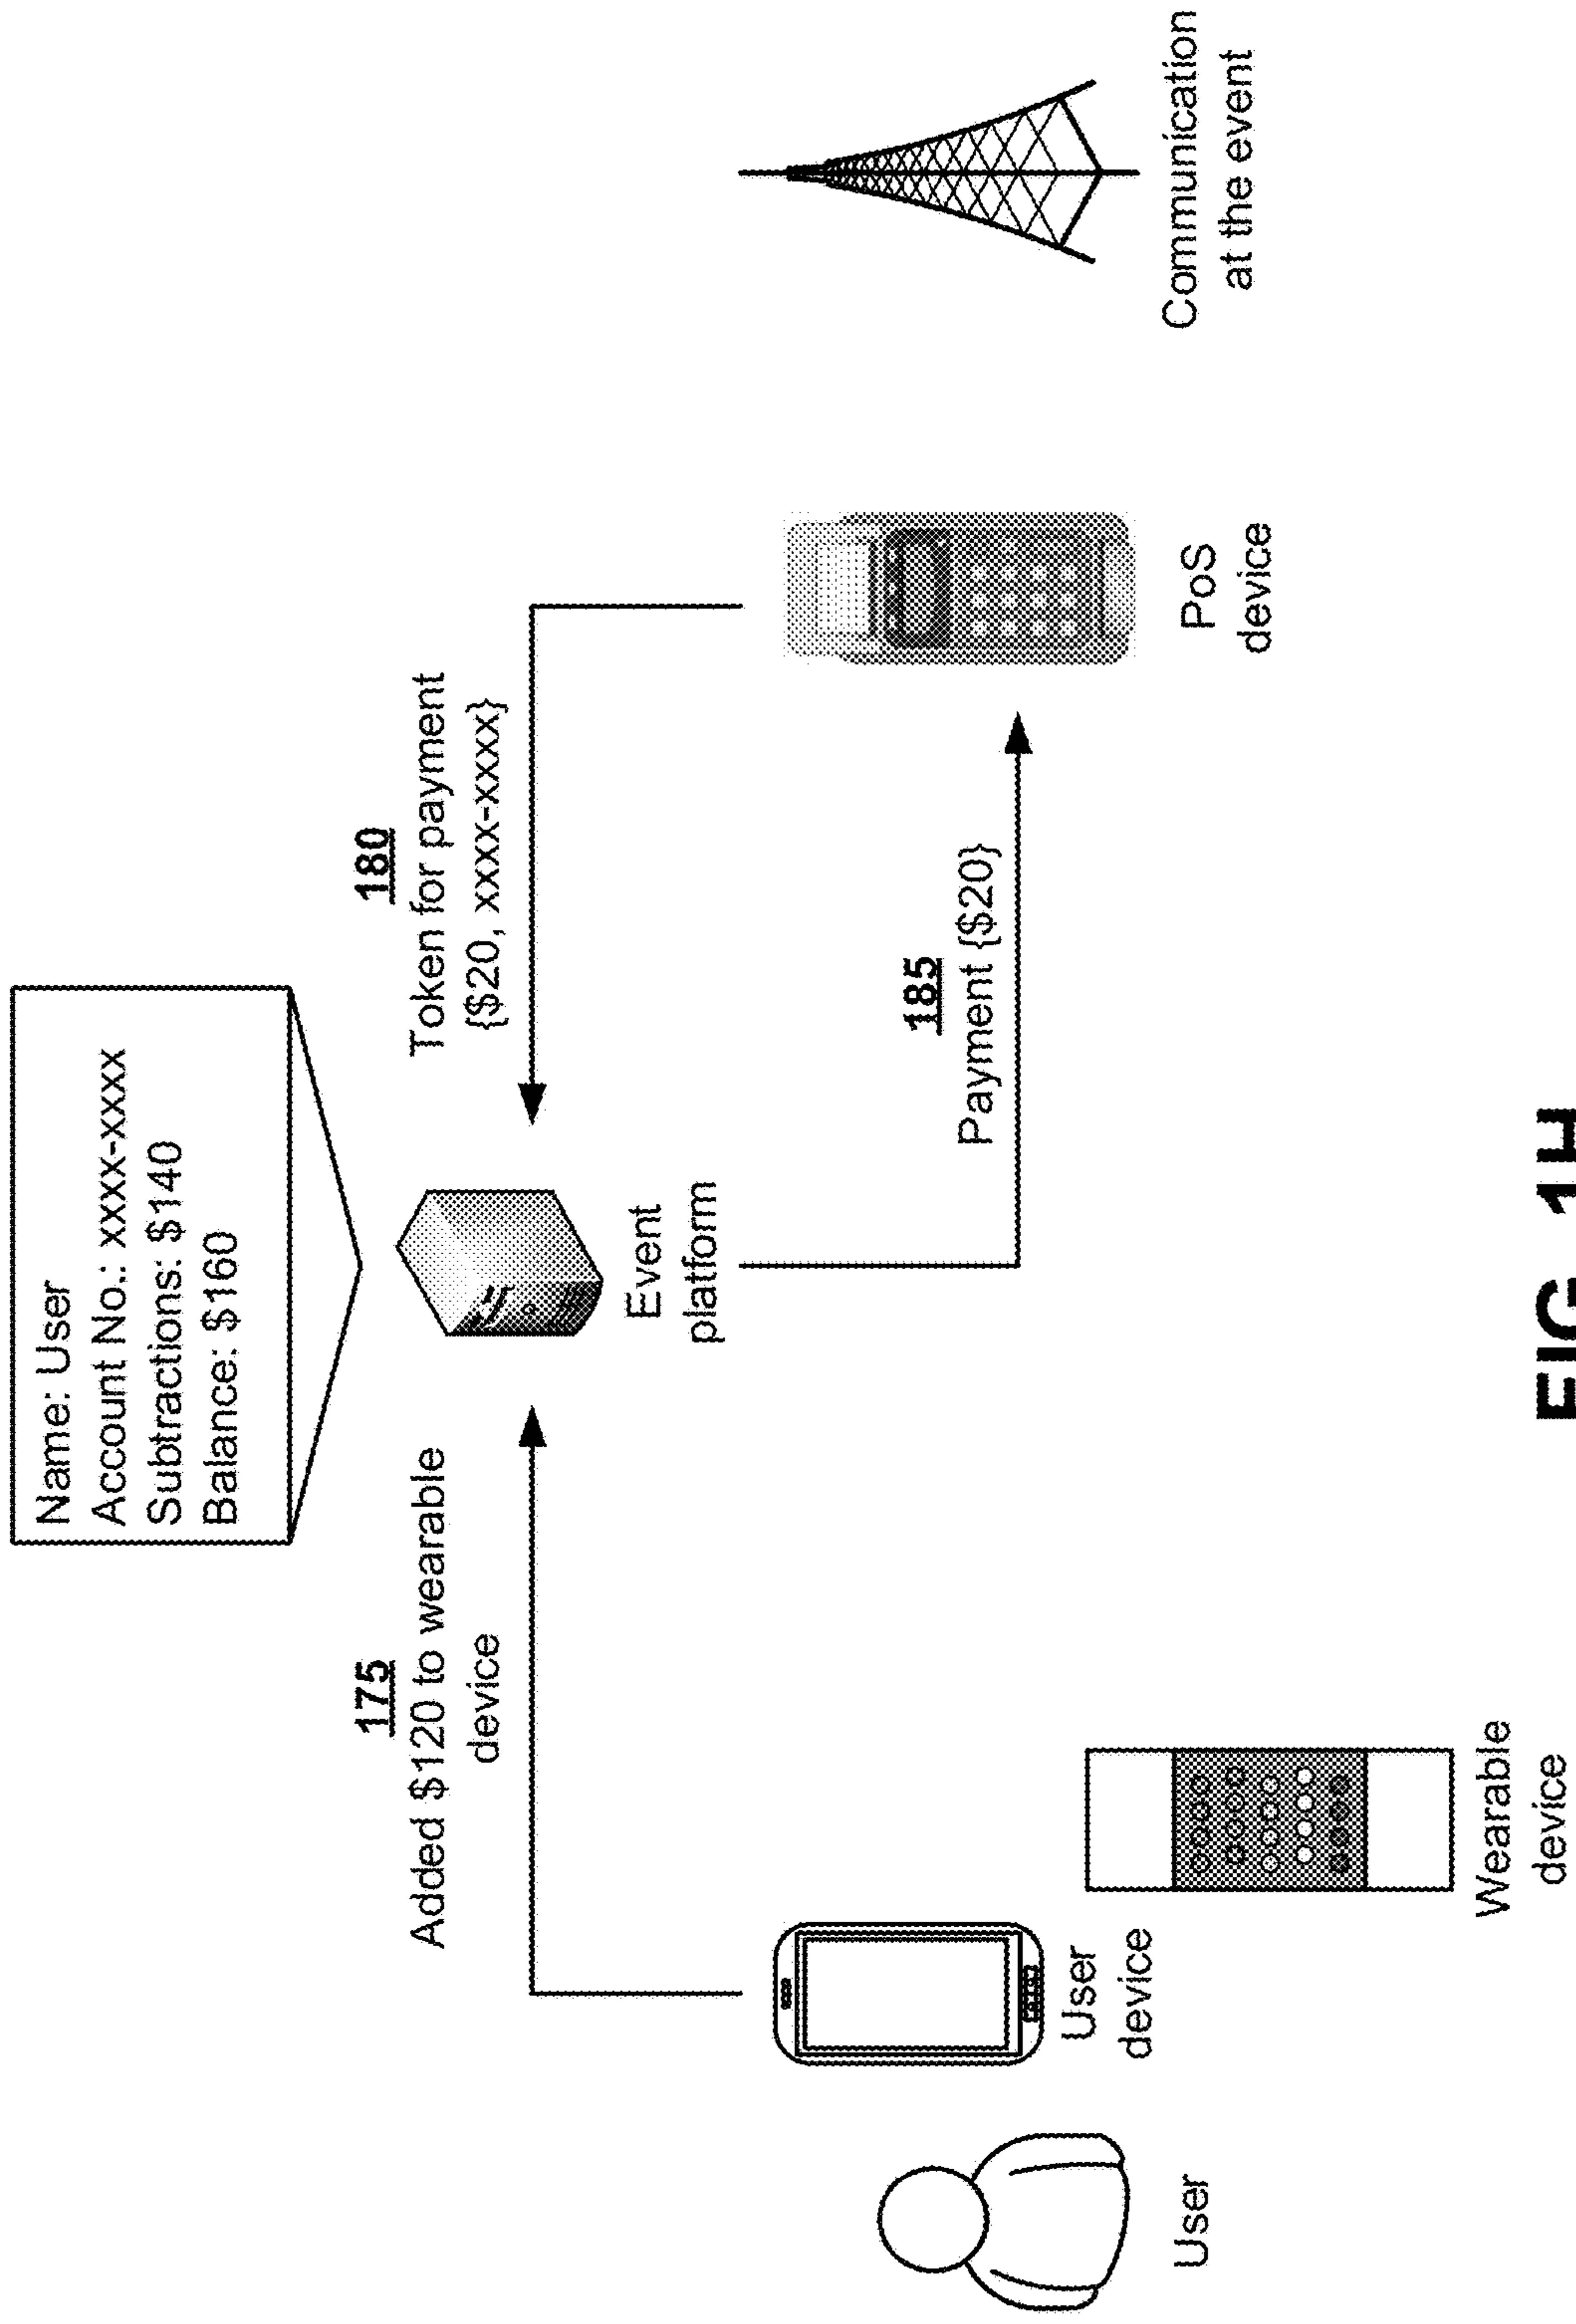 Name: User
Account No.: xxxx-xxxx
Subtractions: $140
Balance: $160
175
Added $120 to wearable
device
180
Token for payment
{$20, xxxx-xxxx}
Event
platform
185
Payment {$20}
User
User
device
Wearable
device
PoS
device
Communication
at the event
FIG. 1H